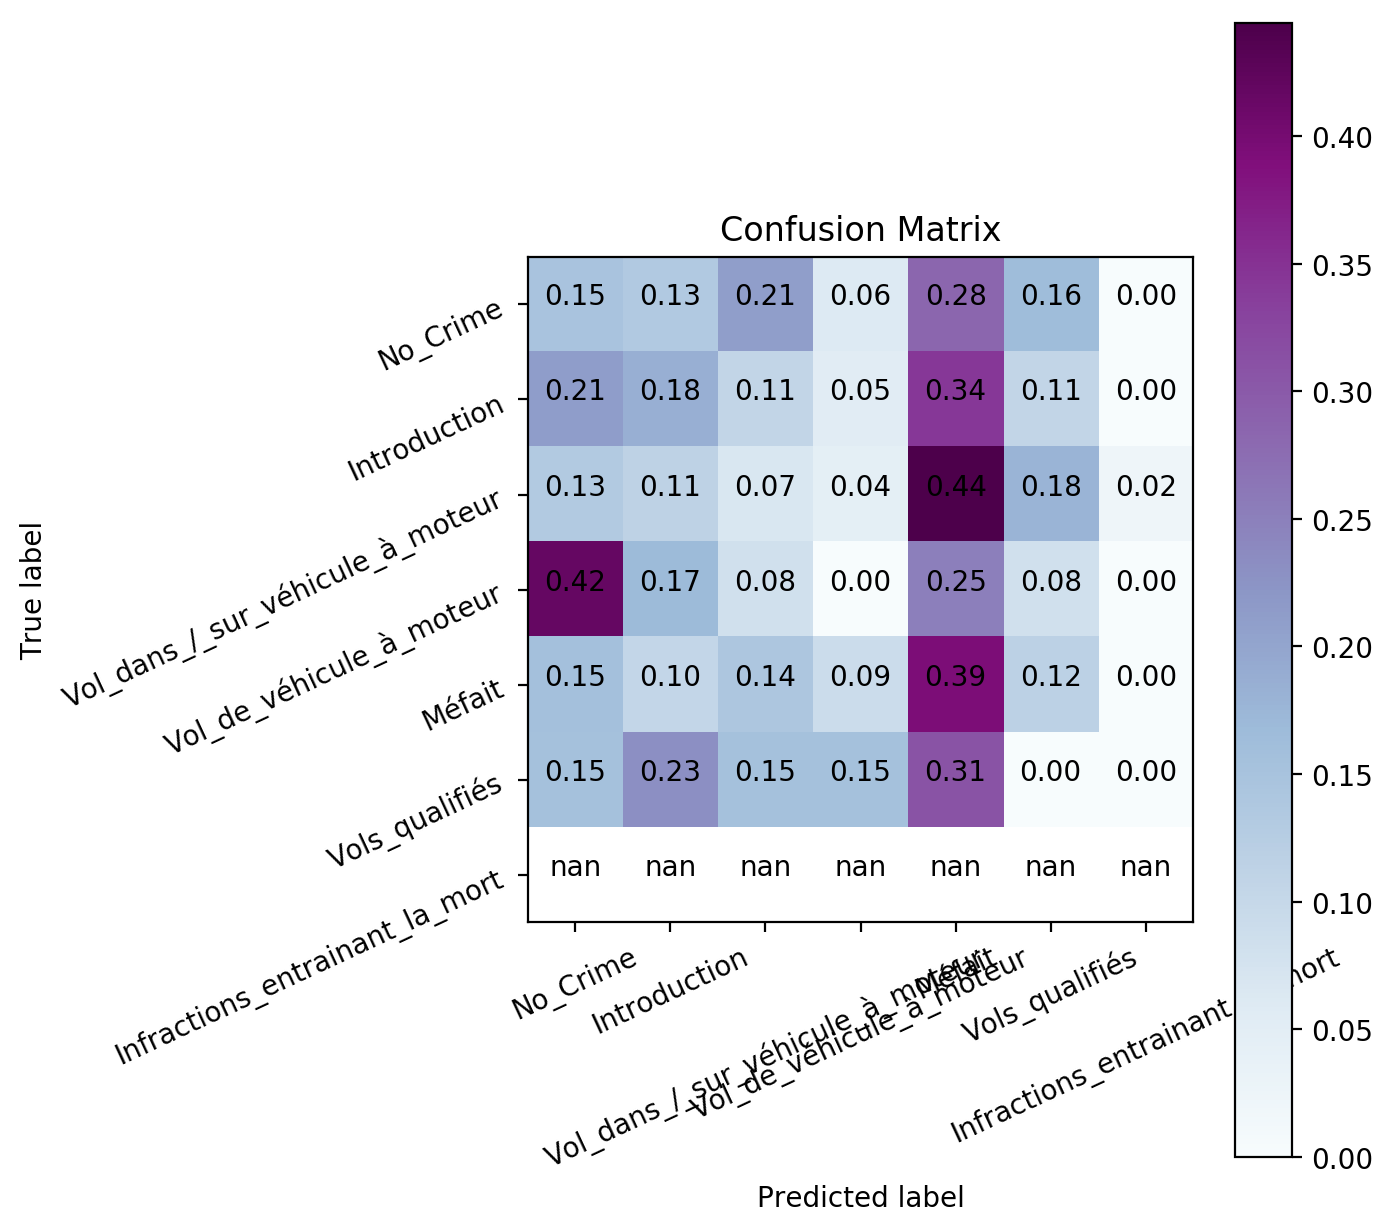 Confusion Matrix
True label
No_Crime 0.15 0.13 0.21 0.06 0.28 0.16 0.00
Introduction 0.21 0.18 0.11 0.05 0.34 0.11 0.00
Vol_dans_/_sur_véhicule_à_moteur 0.13 0.11 0.07 0.04 0.44 0.18 0.02
Vol_de_véhicule_à_moteur 0.42 0.17 0.08 0.00 0.25 0.08 0.00
Méfait 0.15 0.10 0.14 0.09 0.39 0.12 0.00
Vols_qualifiés 0.15 0.23 0.15 0.15 0.31 0.00 0.00
Infractions_entrainant_la_mort nan nan nan nan nan nan nan
No_Crime
Introduction
Vol_dans_/_sur_véhicule_à_moteur
Vol_de_véhicule_à_moteur
Méfait
Vols_qualifiés
Infractions_entrainant mort
Predicted label
0.40
0.35
0.30
0.25
0.20
0.15
0.10
0.05
0.00